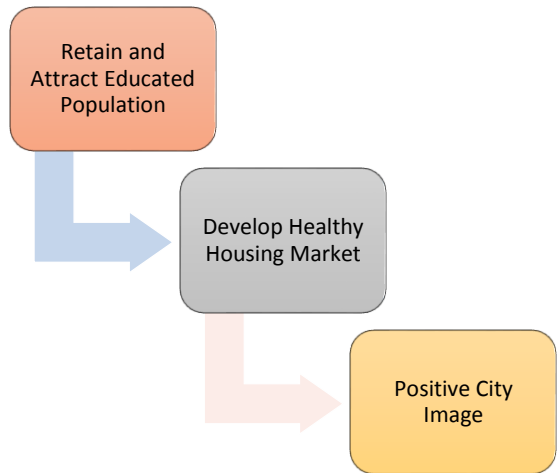 Retain and
Attract Educated
Population
Develop Healthy
Housing Market
Positive City
Image